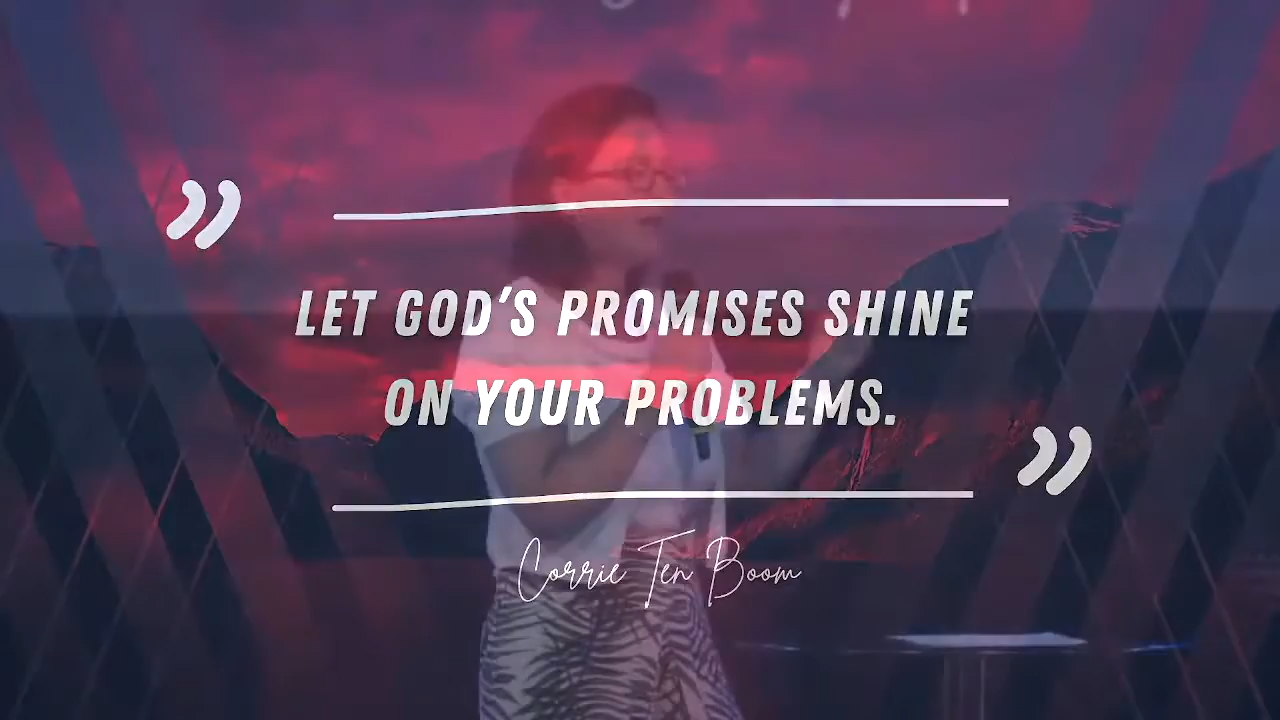 ”
LET GOD'S PROMISES SHINE
ON YOUR PROBLEMS.
”
Corrie Ten Boom